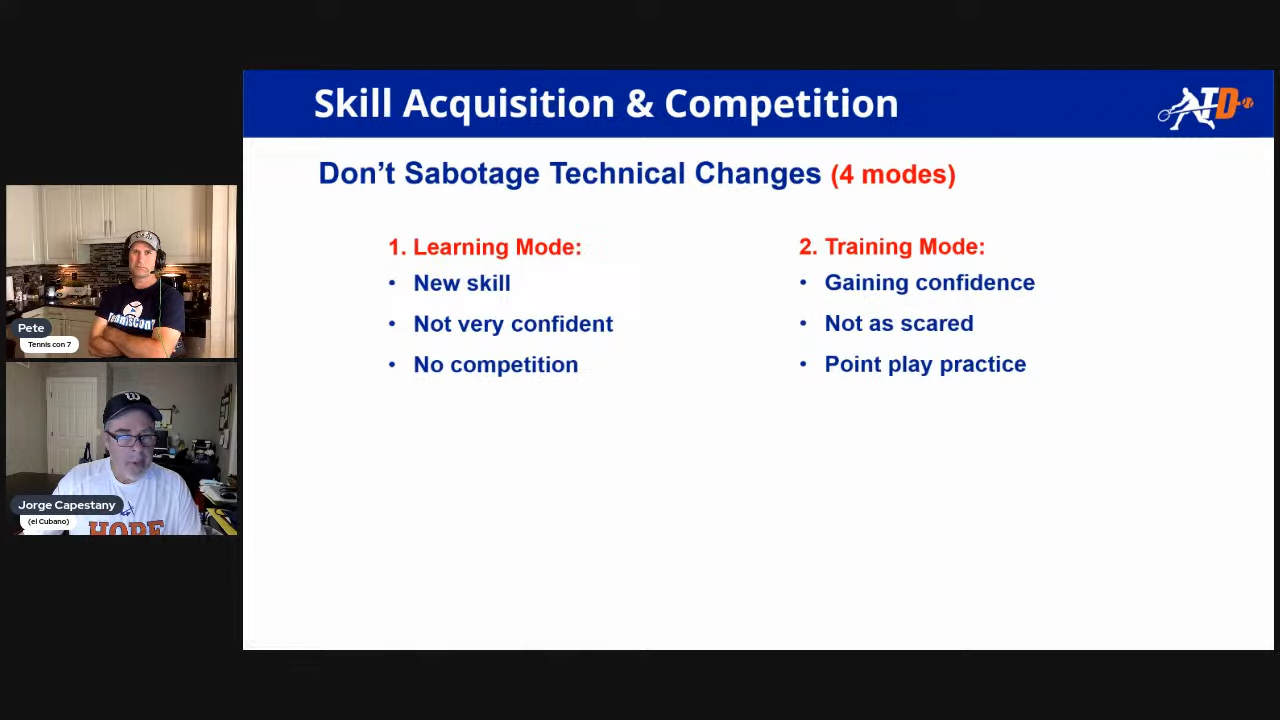 Skill Acquisition & Competition
TD
Don't Sabotage Technical Changes (4 modes)
1. Learning Mode:
• New skill
• Not very confident
• No competition
2. Training Mode:
• Gaining confidence
• Not as scared
• Point play practice
Pete
Tennis con 7
W
Jorge Capestany
(el Cubano)
HOPE